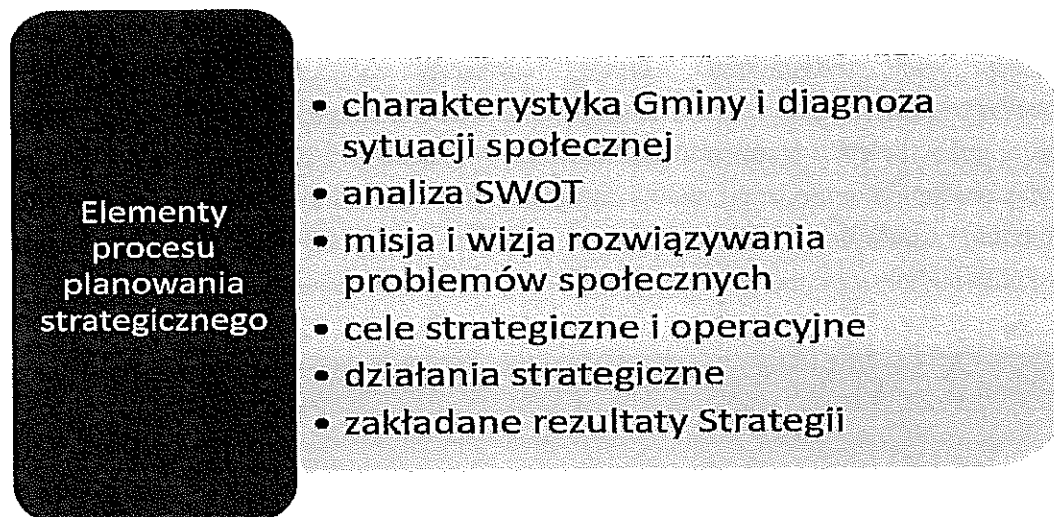 Elementy
procesu
planowania
strategicznego
• charakterystyka Gminy i diagnoza
sytuacji społecznej
• analiza SWOT
• misja i wizja rozwiązywania
problemów społecznych
• cele strategiczne i operacyjne
• działania strategiczne
• zakładane rezultaty Strategii